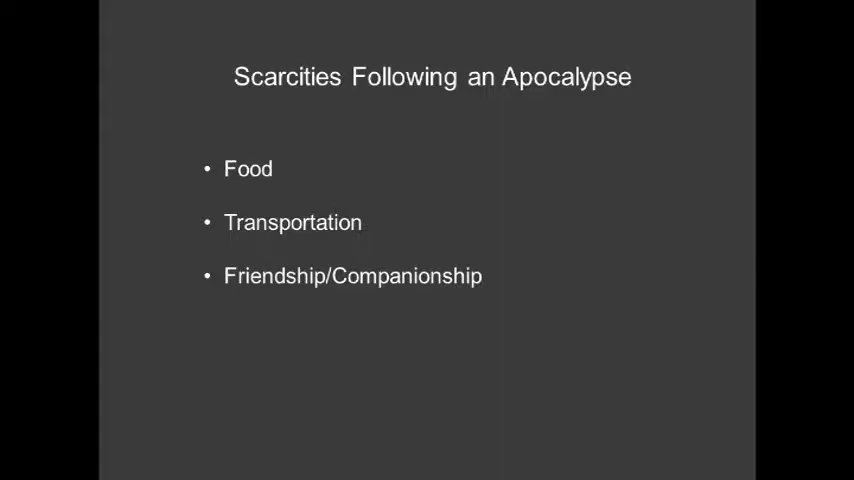 Scarcities Following an Apocalypse
• Food
• Transportation
• Friendship/Companionship